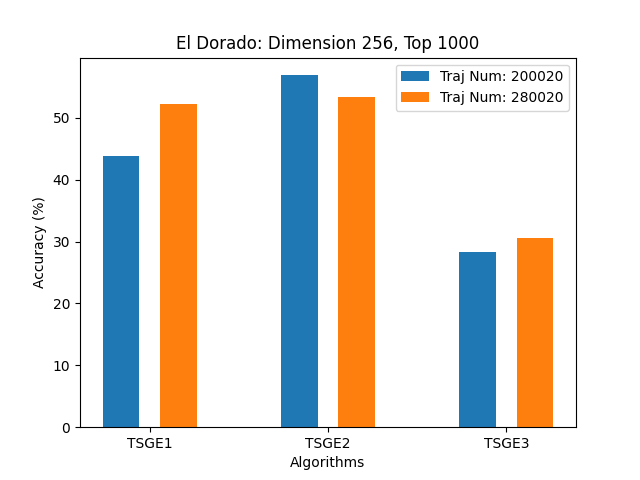 El Dorado: Dimension 256, Top 1000
Traj Num: 200020
Traj Num: 280020
Accuracy (%)
50
40
30
20
10
0
TSGE1
TSGE2
TSGE3
Algorithms